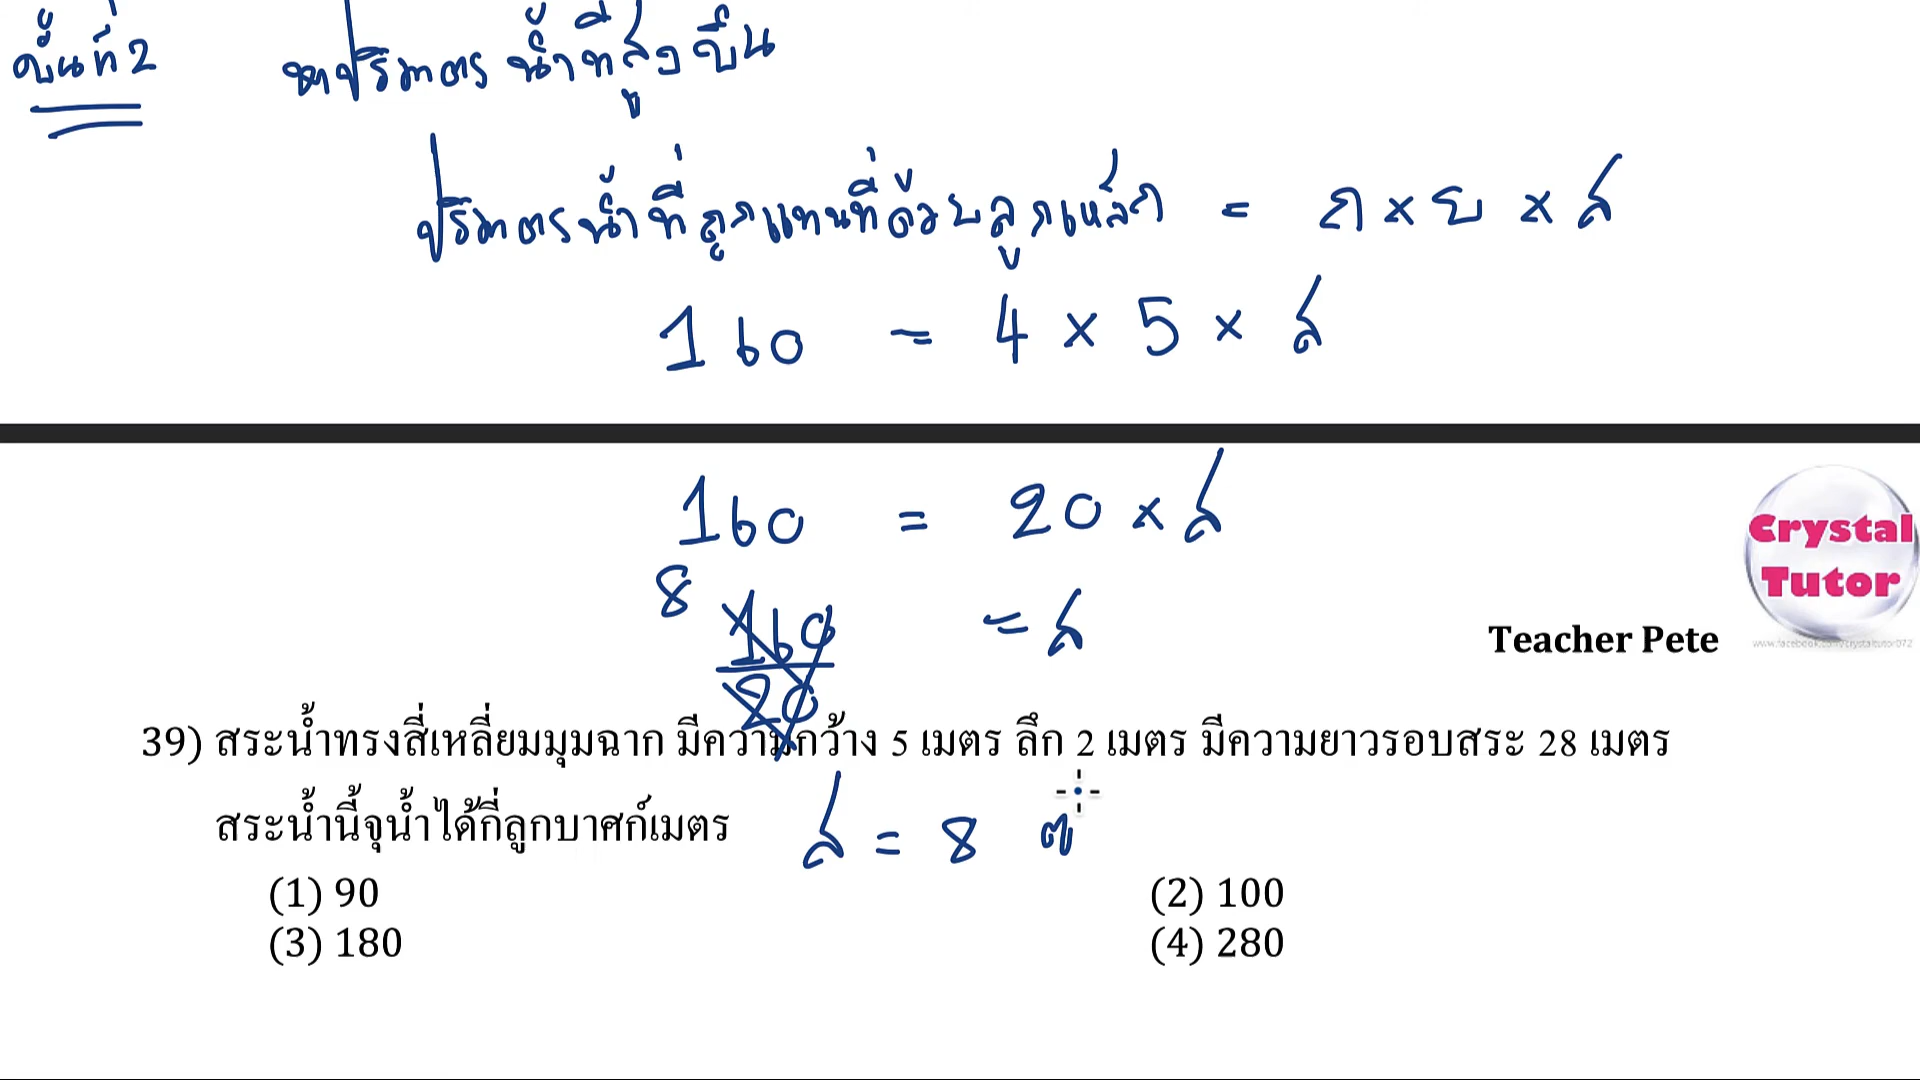 ขั้นที่ 2 หาปริมาตรน้ำที่สูงขึ้น
ปริมาตรน้ำที่ถูกแทนที่ด้วยลูกเหล็ก = ก × ย × ส
160 = 4 × 5 × ส
160 = 20 × ส
8
160
20
= ส
Crystal
Tutor
www.facebook.com/crystaltutor072
Teacher Pete
39) สระน้ำทรงสี่เหลี่ยมมุมฉาก มีความกว้าง 5 เมตร ลึก 2 เมตร มีความยาวรอบสระ 28 เมตร
สระน้ำนี้จุน้ำได้กี่ลูกบาศก์เมตร
ส = 8 ซ
(1) 90 (2) 100
(3) 180 (4) 280